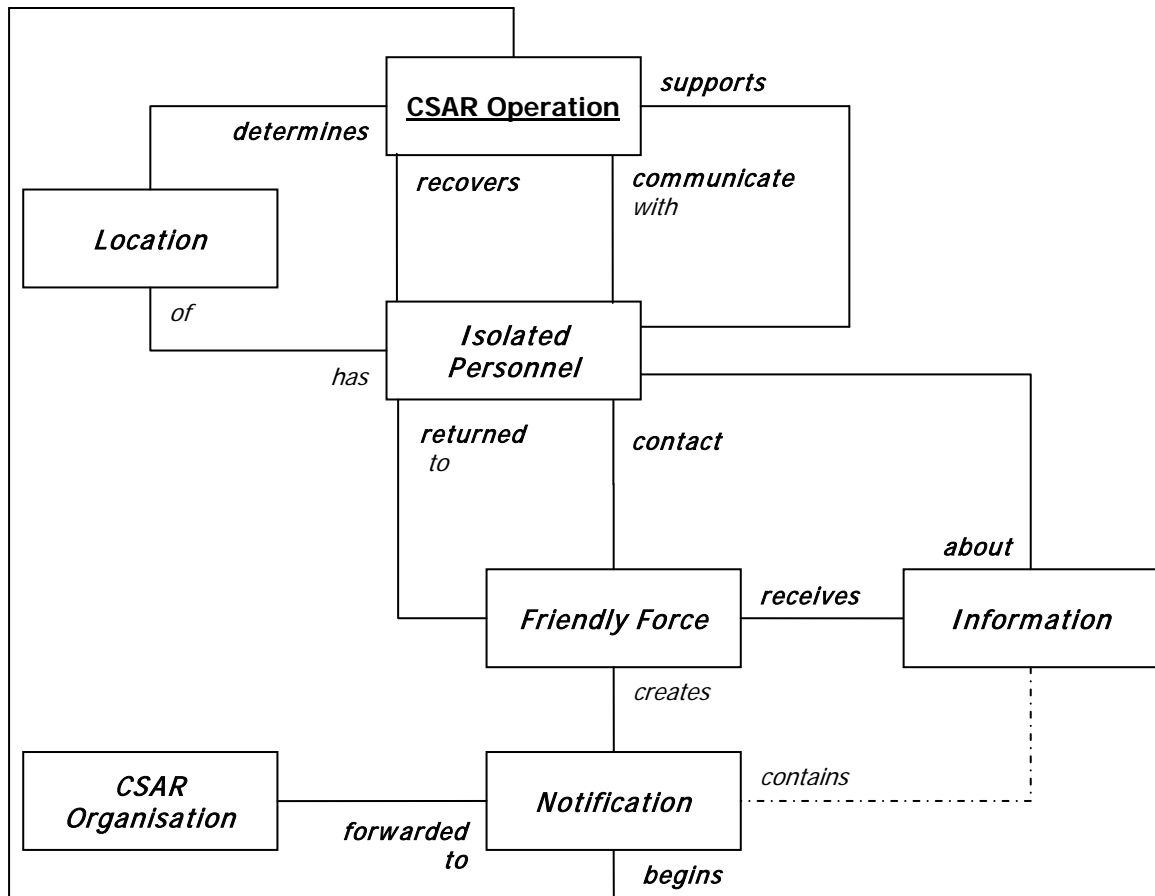 CSAR Operation
supports
determines
recovers
communicate
with
Location
of
Isolated
Personnel
has
returned
to
contact
about
Friendly Force
receives
Information
creates
CSAR
Organisation
Notification
contains
forwarded
to
begins